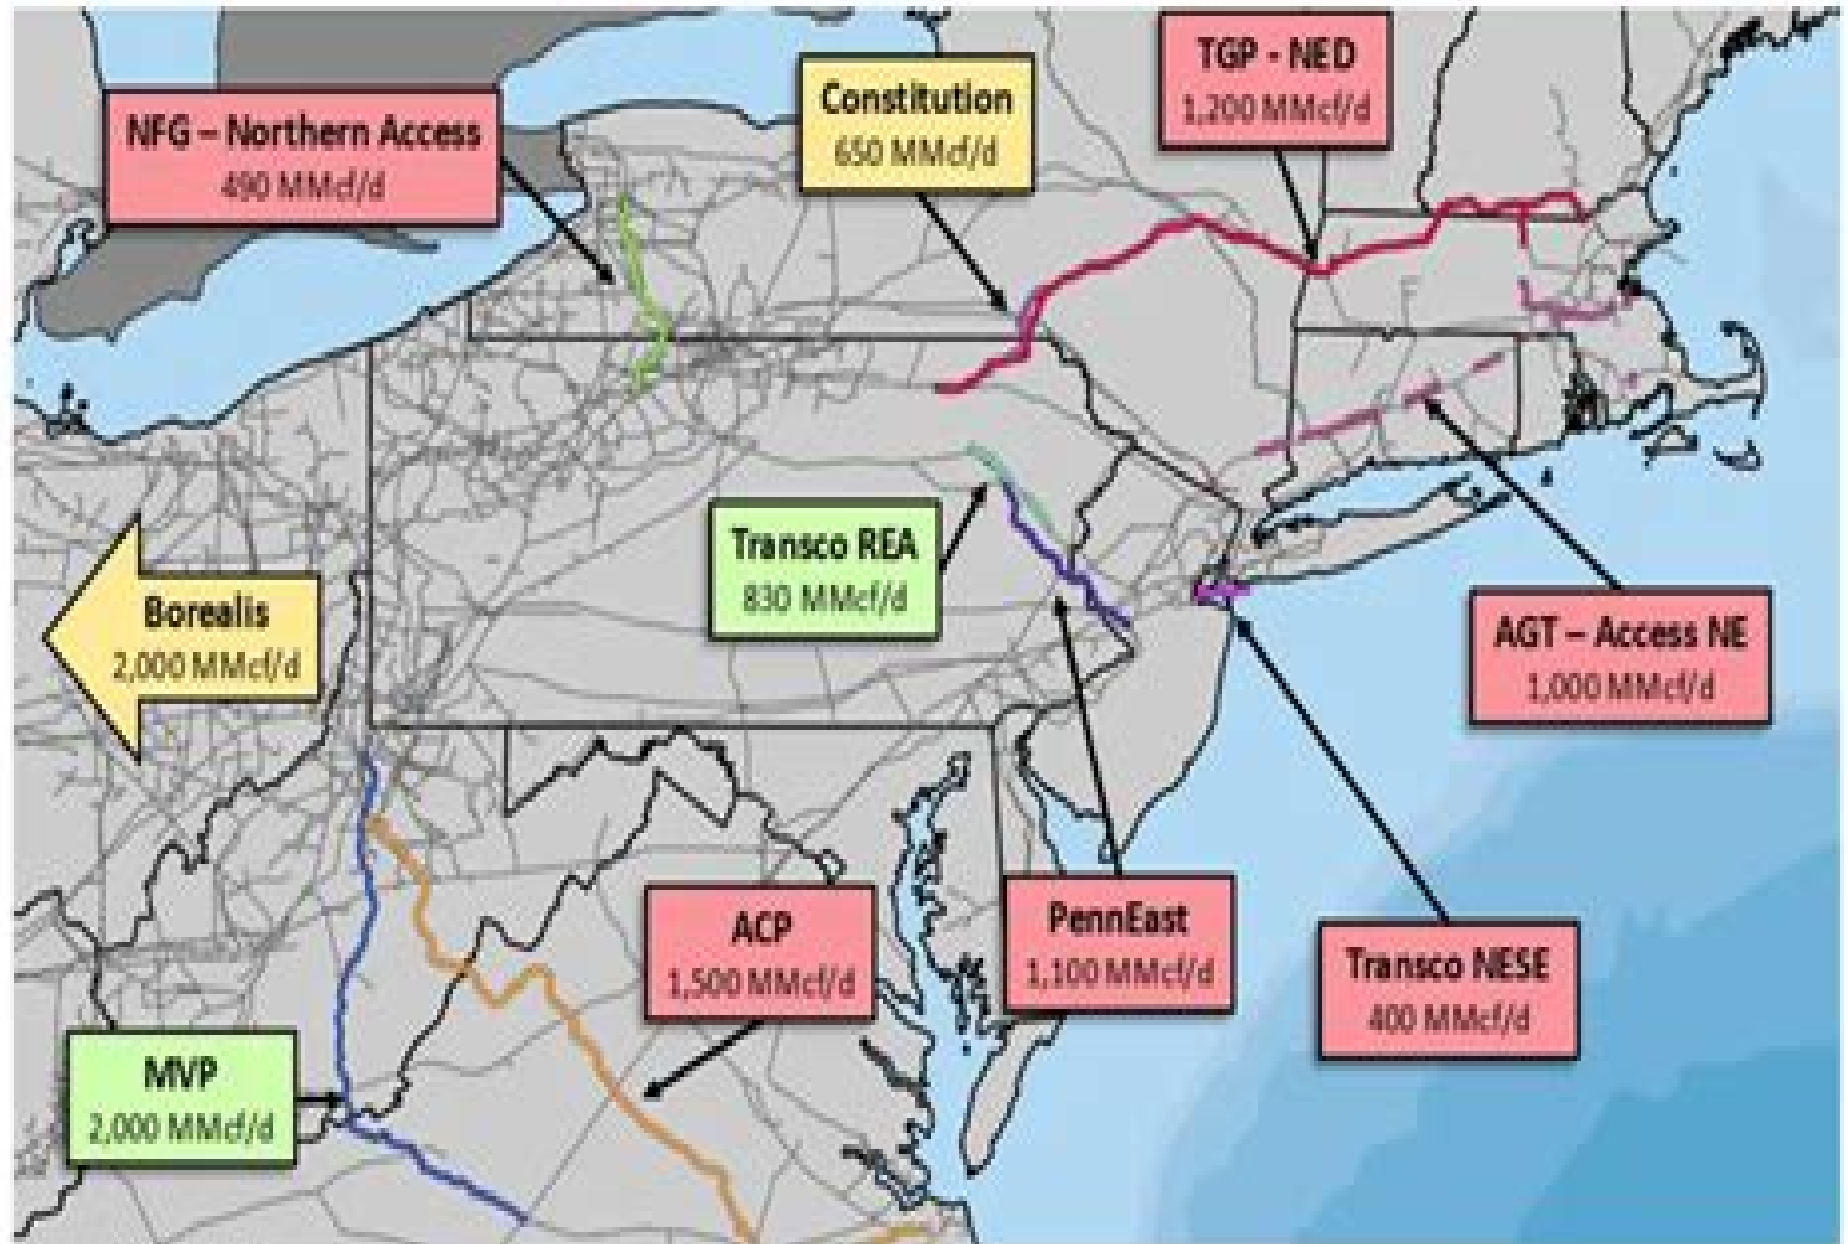 TGP - NED
1,200 MMcf/d
Constitution
650 MMcf/d
NFG – Northern Access
490 MMcf/d
Transco REA
830 MMcf/d
Borealis
2,000 MMcf/d
AGT – Access NE
1,000 MMcf/d
ACP
1,500 MMcf/d
PennEast
1,100 MMcf/d
Transco NESE
400 MMcf/d
MVP
2,000 MMcf/d